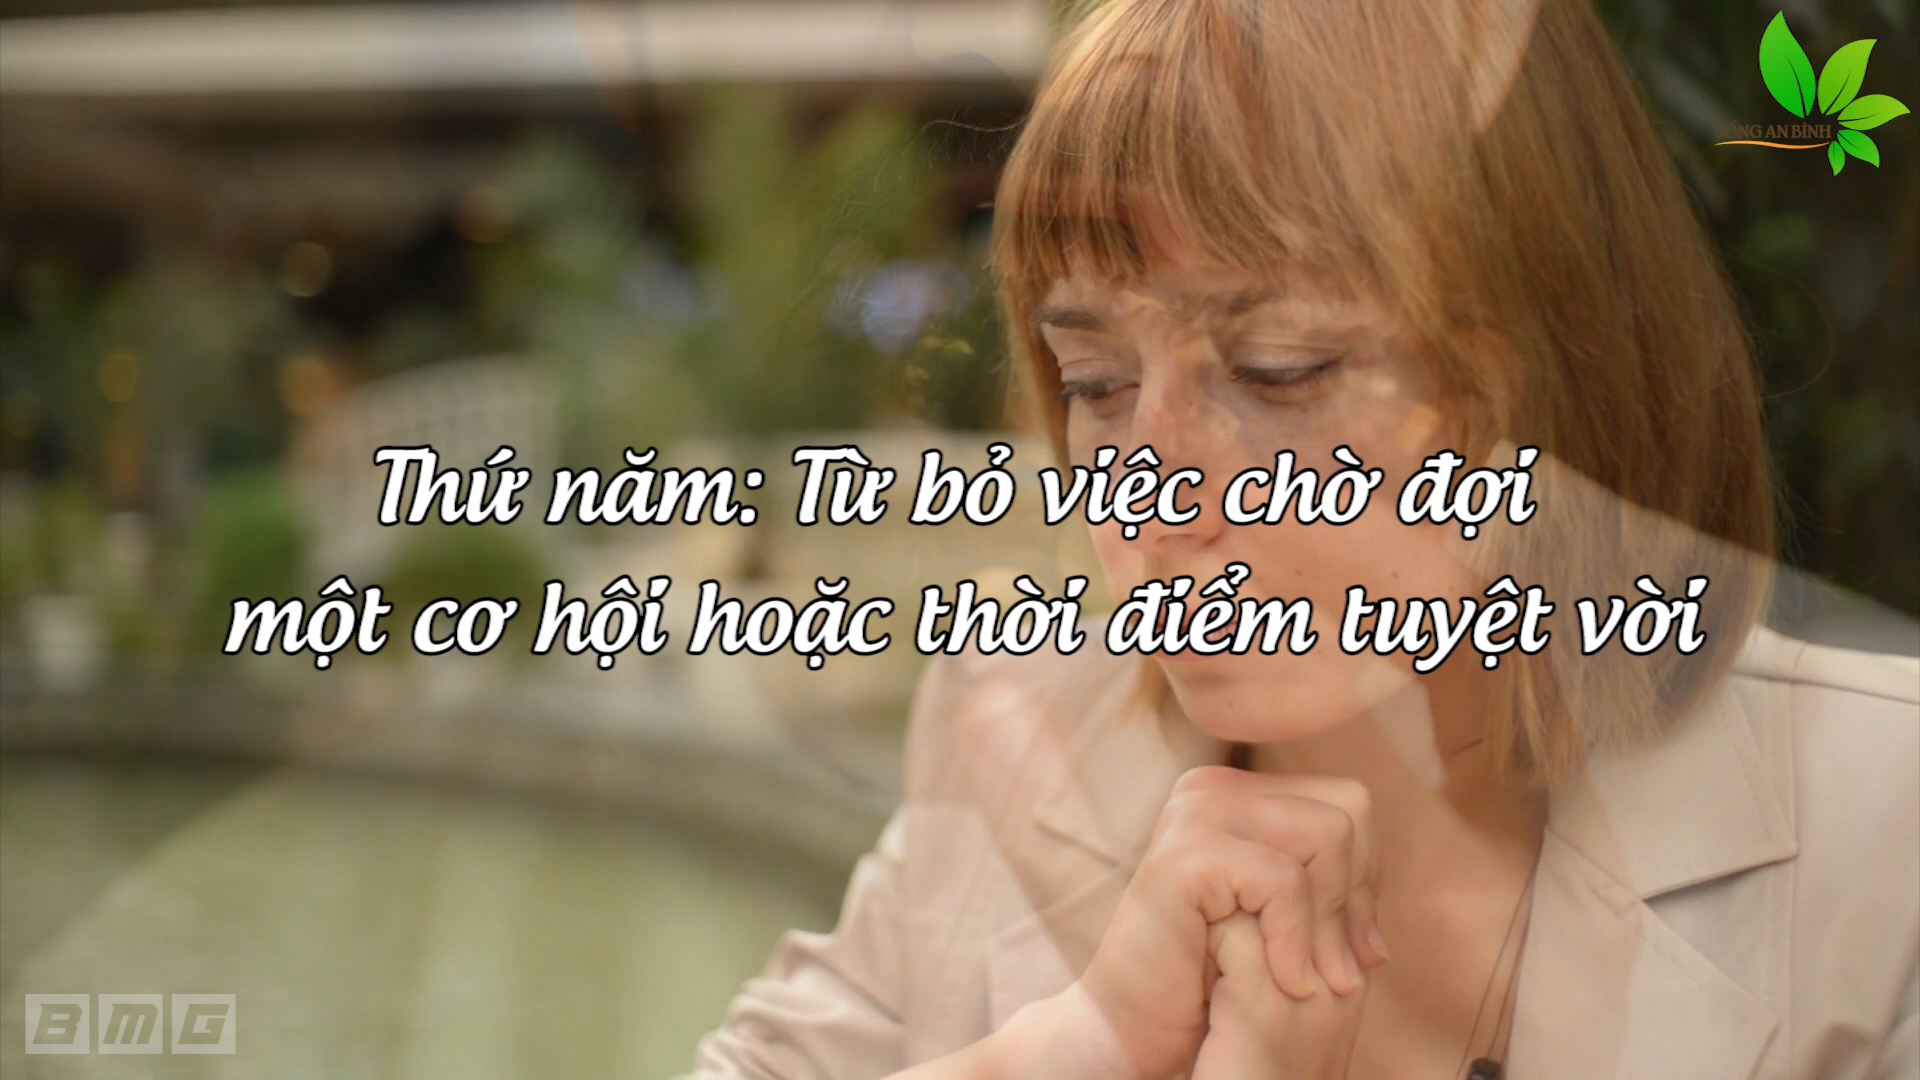 SỐNG AN BÌNH
Thứ năm: Từ bỏ việc chờ đợi
một cơ hội hoặc thời điểm tuyệt vời
BMG